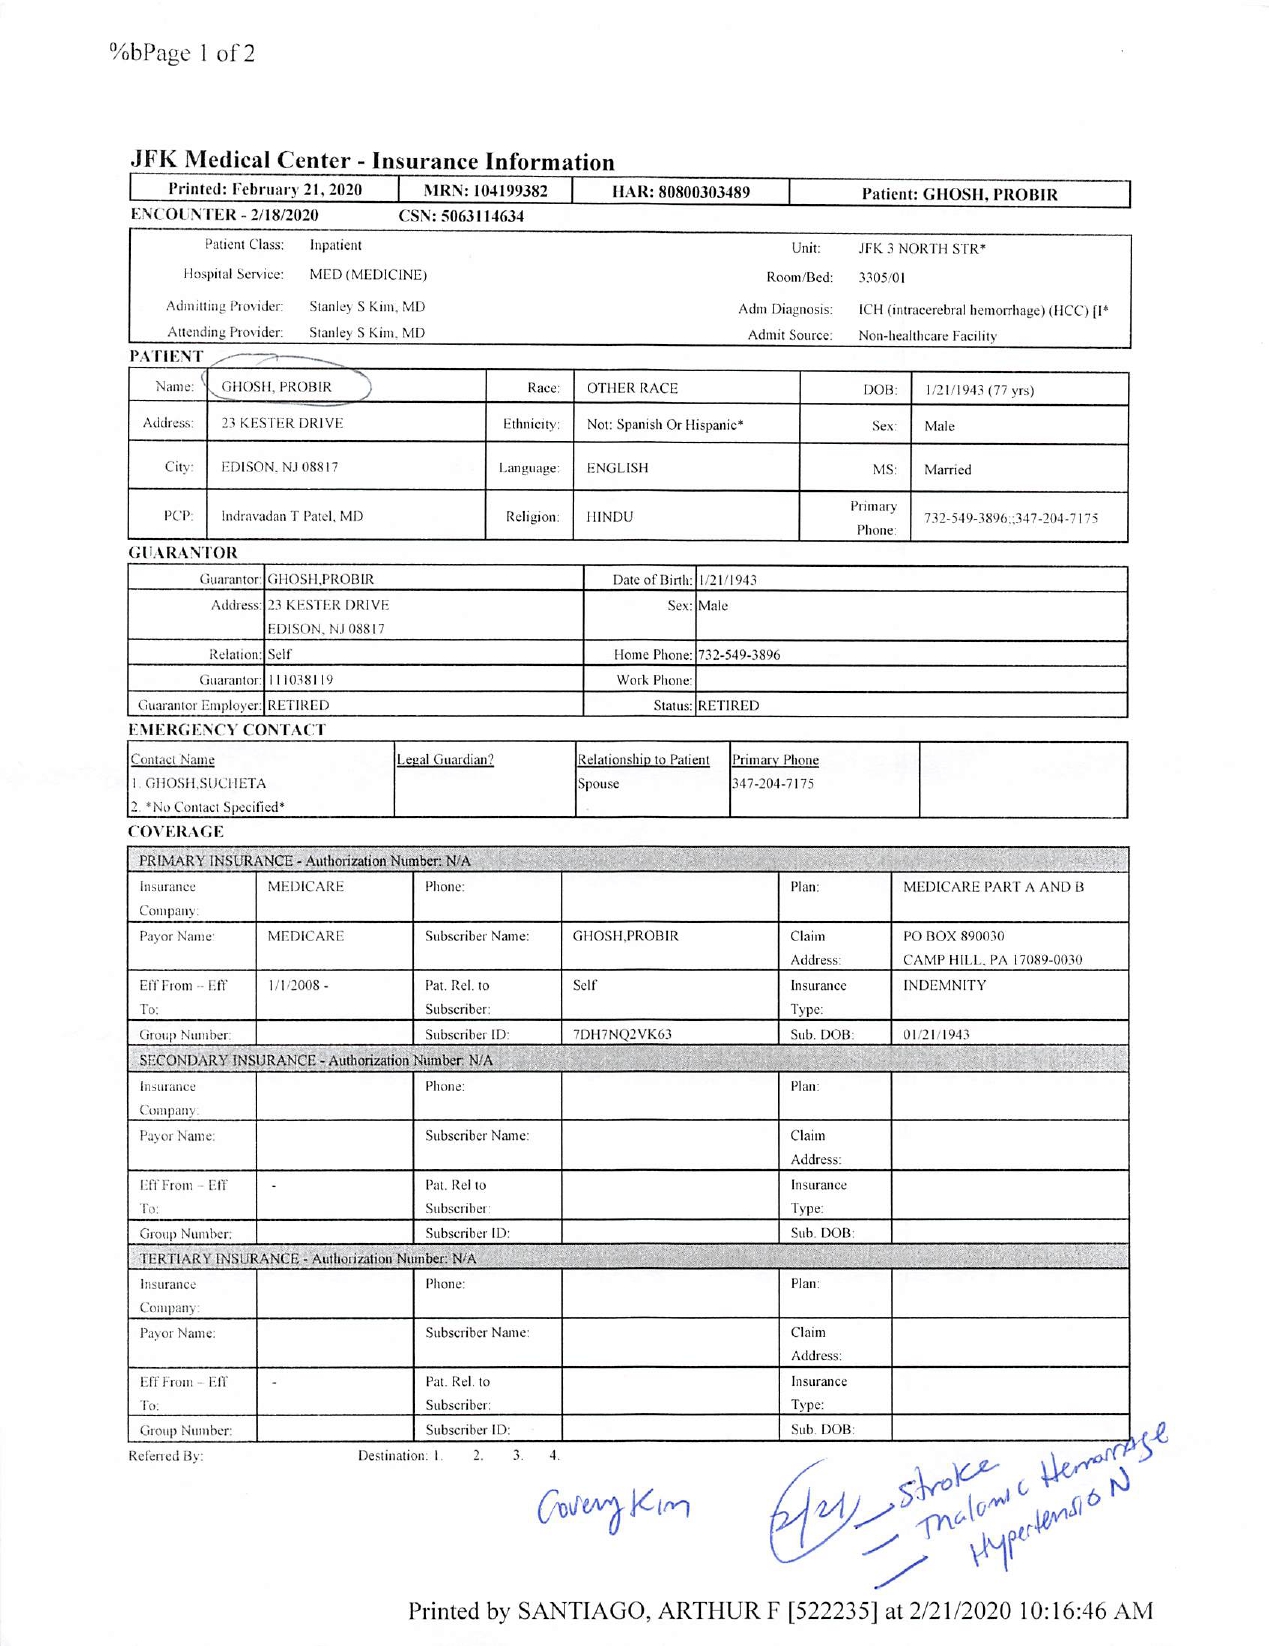 %bPage 1 of 2
JFK Medical Center - Insurance Information
Printed: February 21, 2020 MRN: 104199382 HAR: 80800303489 Patient: GHOSH, PROBIR
ENCOUNTER - 2/18/2020 CSN: 5063114634
Patient Class: Inpatient Unit: JFK 3 NORTH STR*
Hospital Service: MED (MEDICINE) Room/Bed: 3305/01
Admitting Provider: Stanley S Kim, MD Adm Diagnosis: ICH (intracerebral hemorrhage) (HCC) [I*
Attending Provider: Stanley S Kim, MD Admit Source: Non-healthcare Facility
PATIENT
Name: GHOSH, PROBIR Race: OTHER RACE DOB: 1/21/1943 (77 yrs)
Address: 23 KESTER DRIVE Ethnicity: Not: Spanish Or Hispanic* Sex: Male
City: EDISON, NJ 08817 Language: ENGLISH MS: Married
PCP: Indravadan T Patel, MD Religion: HINDU Primary Phone: 732-549-3896;;347-204-7175
GUARANTOR
Guarantor: GHOSH,PROBIR Date of Birth: 1/21/1943
Address: 23 KESTER DRIVE Sex: Male
EDISON, NJ 08817
Relation: Self Home Phone: 732-549-3896
Guarantor: 111038119 Work Phone:
Guarantor Employer: RETIRED Status: RETIRED
EMERGENCY CONTACT
Contact Name Legal Guardian? Relationship to Patient Primary Phone
1. GHOSH,SUCHETA Spouse 347-204-7175
2. *No Contact Specified*
COVERAGE
PRIMARY INSURANCE - Authorization Number: N/A
Insurance Company: MEDICARE Phone: Plan: MEDICARE PART A AND B
Payor Name: MEDICARE Subscriber Name: GHOSH,PROBIR Claim Address: PO BOX 890030
CAMP HILL, PA 17089-0030
Eff From - Eff To: 1/1/2008 - Pat. Rel. to Subscriber: Self Insurance Type: INDEMNITY
Group Number: Subscriber ID: 7DH7NQ2VK63 Sub. DOB: 01/21/1943
SECONDARY INSURANCE - Authorization Number: N/A
Insurance Company: Phone: Plan:
Payor Name: Subscriber Name: Claim Address:
Eff From - Eff To: - Pat. Rel to Subscriber: Insurance Type:
Group Number: Subscriber ID: Sub. DOB:
TERTIARY INSURANCE - Authorization Number: N/A
Insurance Company: Phone: Plan:
Payor Name: Subscriber Name: Claim Address:
Eff From - Eff To: - Pat. Rel. to Subscriber: Insurance Type:
Group Number: Subscriber ID: Sub. DOB:
Referred By: Destination: 1. 2. 3. 4.
Covering Kim
2/21 - Stroke
- Thalamic Hemorrage
- Hypertension
Printed by SANTIAGO, ARTHUR F [522235] at 2/21/2020 10:16:46 AM